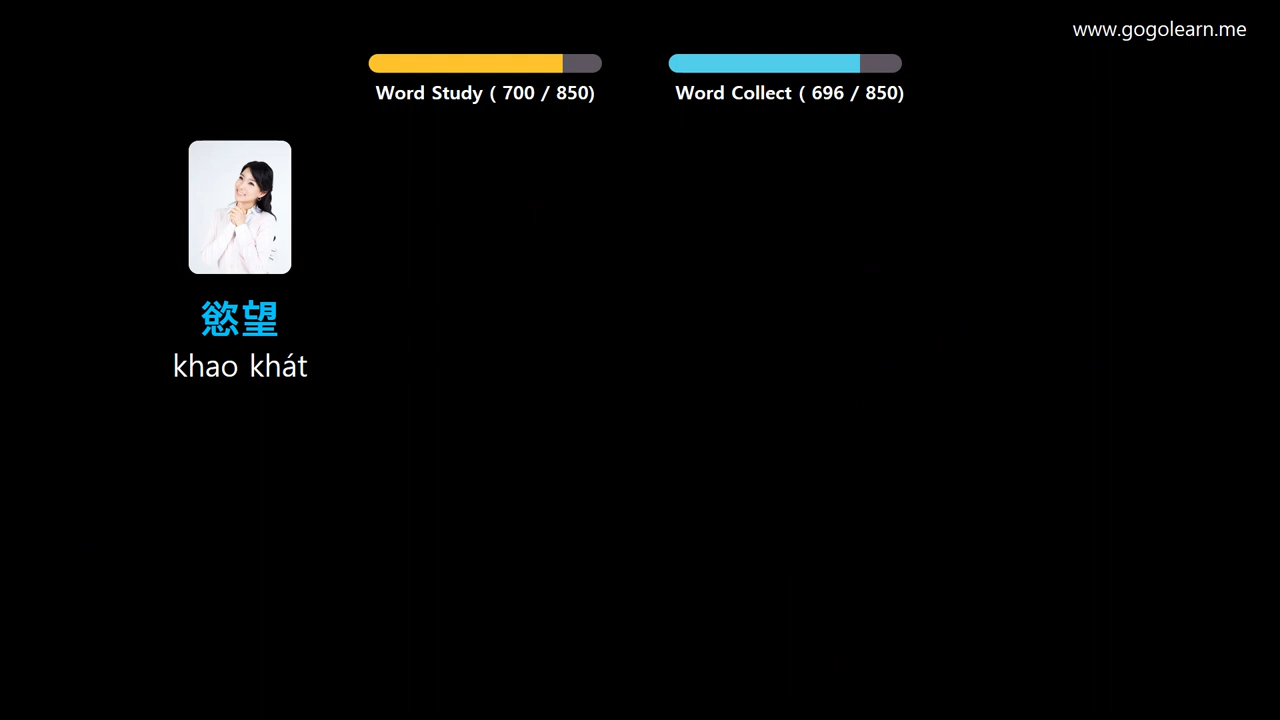 www.gogolearn.me
Word Study ( 700 / 850)
Word Collect ( 696 / 850)
慾望
khao khát